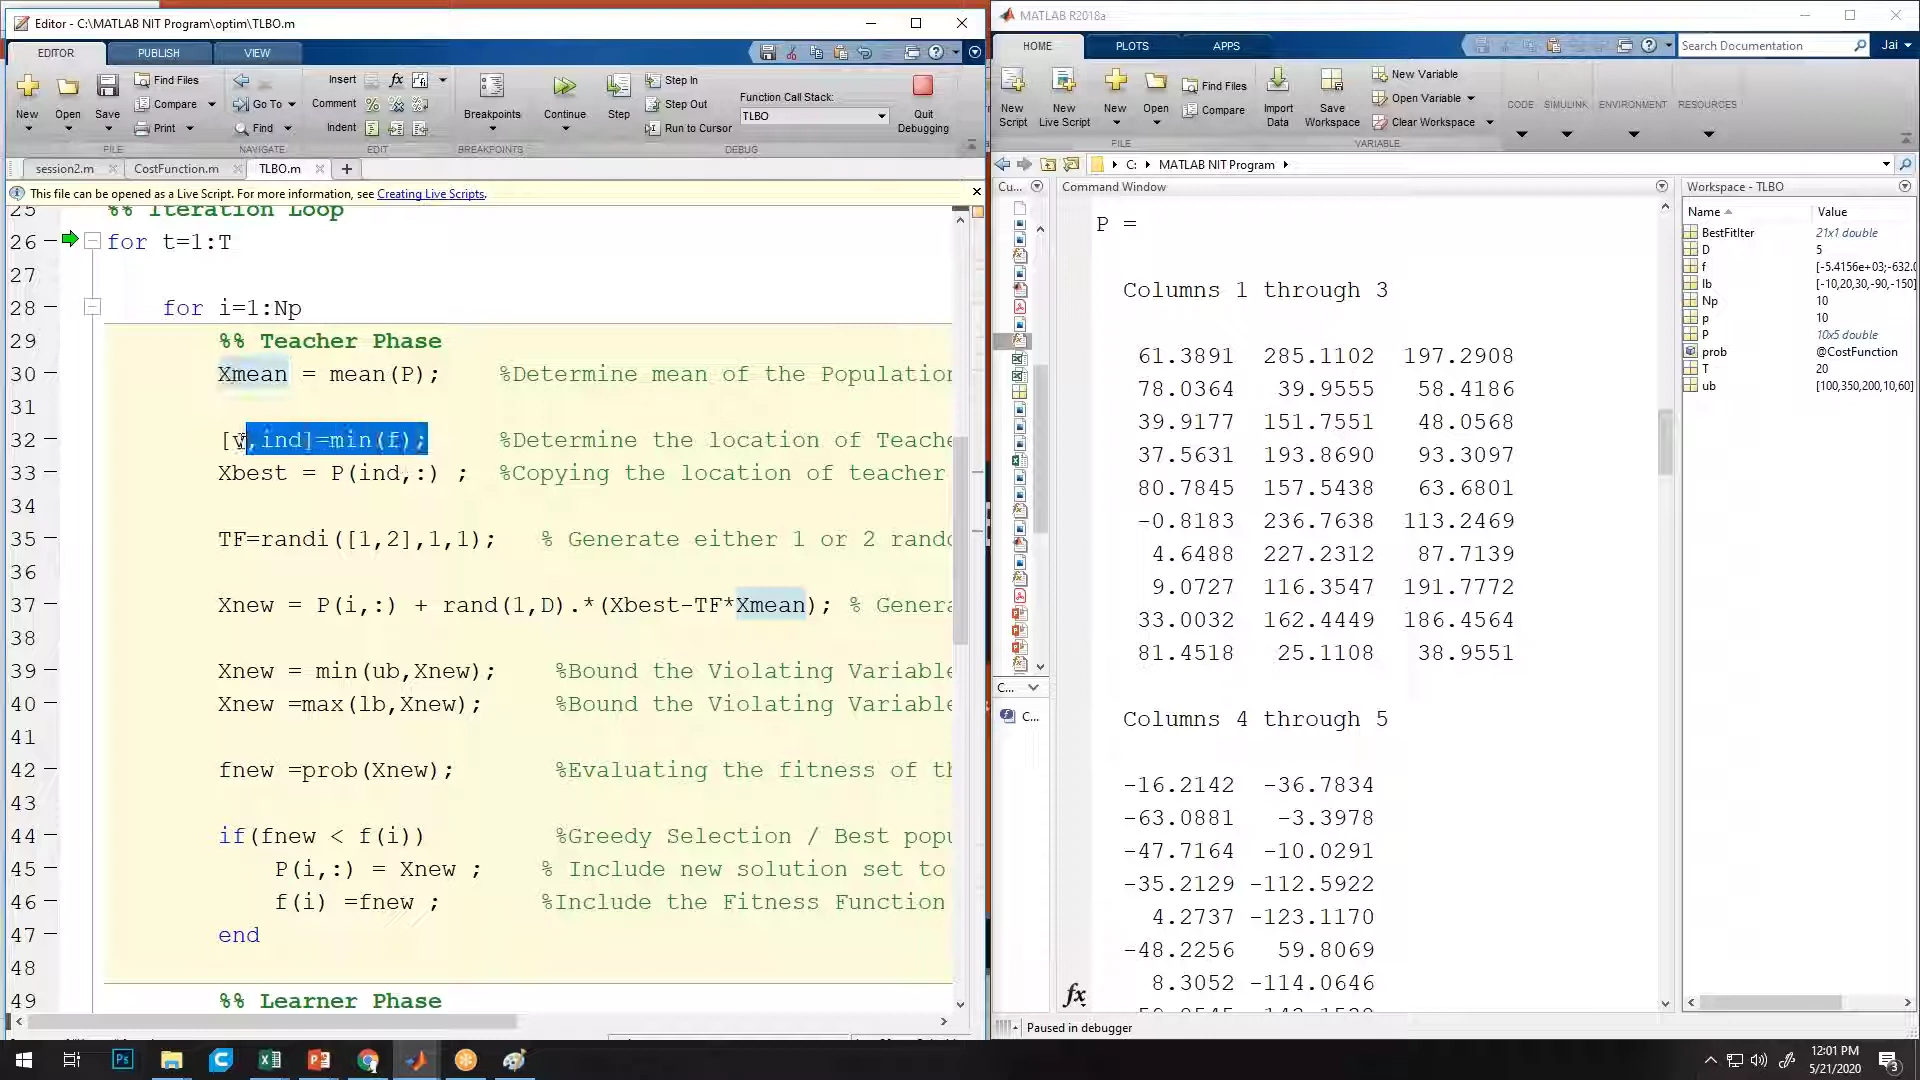 Editor - C:\MATLAB NIT Program\optim\TLBO.m
EDITOR PUBLISH VIEW
New Open Save
Find Files
Compare
Print
FILE
Go To
Find
NAVIGATE
Insert
Comment
Indent
EDIT
Breakpoints
BREAKPOINTS
Continue
Step
Step In
Step Out
Run to Cursor
Function Call Stack:
TLBO
Quit Debugging
DEBUG
session2.m CostFunction.m TLBO.m
This file can be opened as a Live Script. For more information, see Creating Live Scripts.
25 %% Iteration Loop
26 for t=1:T
27
28 for i=1:Np
29 %% Teacher Phase
30 Xmean = mean(P); %Determine mean of the Population
31
32 [v,ind]=min(f); %Determine the location of Teache
33 Xbest = P(ind,:) ; %Copying the location of teacher
34
35 TF=randi([1,2],1,1); % Generate either 1 or 2 rando
36
37 Xnew = P(i,:) + rand(1,D).*(Xbest-TF*Xmean); % Genera
38
39 Xnew = min(ub,Xnew); %Bound the Violating Variable
40 Xnew =max(lb,Xnew); %Bound the Violating Variable
41
42 fnew =prob(Xnew); %Evaluating the fitness of th
43
44 if(fnew < f(i)) %Greedy Selection / Best popu
45 P(i,:) = Xnew ; % Include new solution set to
46 f(i) =fnew ; %Include the Fitness Function
47 end
48
49 %% Learner Phase
MATLAB R2018a
HOME PLOTS APPS
Search Documentation
Jai
New Script
New Live Script
New
Open
Find Files
Compare
FILE
Import Data
Save Workspace
New Variable
Open Variable
Clear Workspace
VARIABLE
CODE SIMULINK ENVIRONMENT RESOURCES
C: MATLAB NIT Program
Cu...
Command Window
P =
Columns 1 through 3
61.3891 285.1102 197.2908
78.0364 39.9555 58.4186
39.9177 151.7551 48.0568
37.5631 193.8690 93.3097
80.7845 157.5438 63.6801
-0.8183 236.7638 113.2469
4.6488 227.2312 87.7139
9.0727 116.3547 191.7772
33.0032 162.4449 186.4564
81.4518 25.1108 38.9551
Columns 4 through 5
-16.2142 -36.7834
-63.0881 -3.3978
-47.7164 -10.0291
-35.2129 -112.5922
4.2737 -123.1170
-48.2256 59.8069
8.3052 -114.0646
fx
C...
C...
Paused in debugger
Workspace - TLBO
Name Value
BestFitIter 21x1 double
D 5
f [-5.4156e+03;-632.0
lb [-10,20,30,-90,-150]
Np 10
p 10
P 10x5 double
prob @CostFunction
T 20
ub [100,350,200,10,60]
12:01 PM
5/21/2020
3